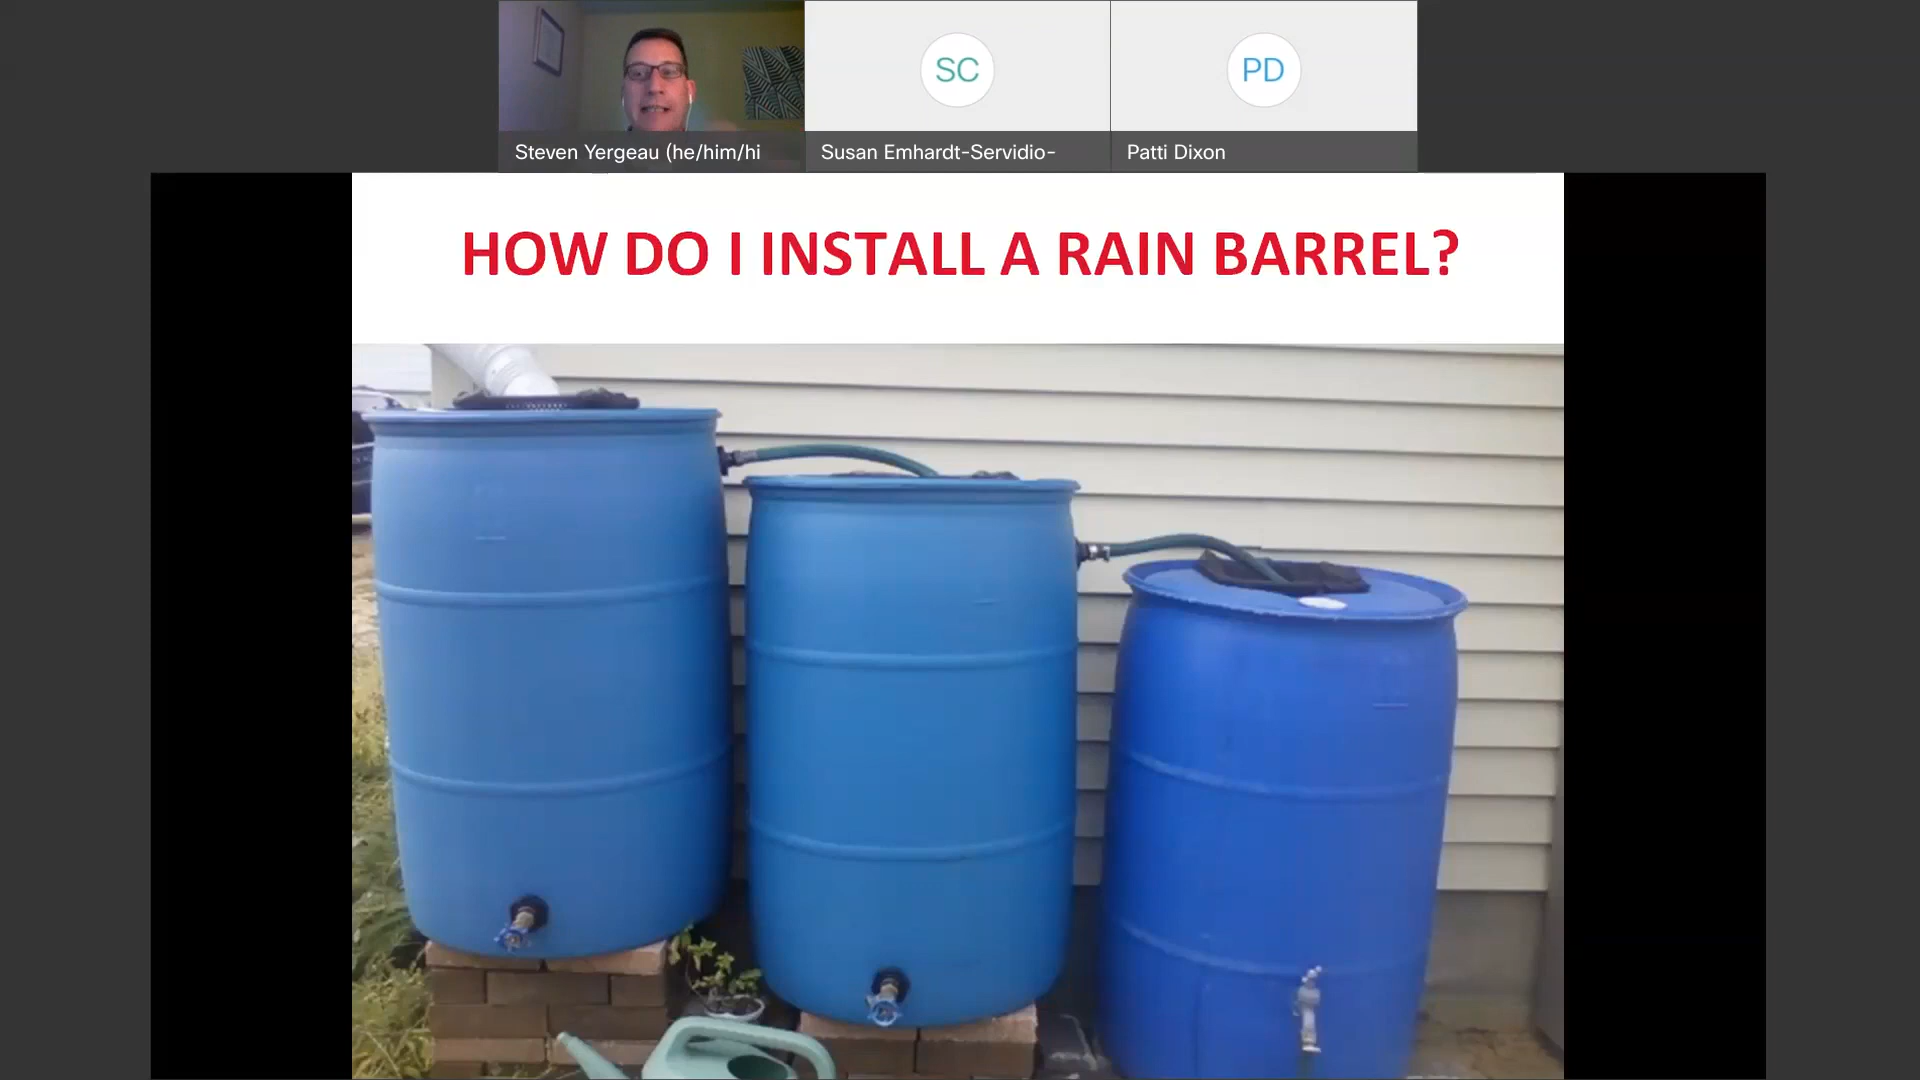 SC
PD
Steven Yergeau (he/him/hi
Susan Emhardt-Servidio-
Patti Dixon
HOW DO I INSTALL A RAIN BARREL?